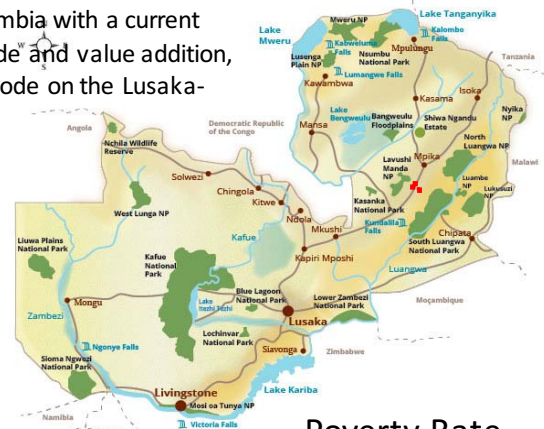 mbia with a current
de and value addition,
ode on the Lusaka-
Lake Tanganyika
Mweru NP
Lake
Mweru
Kabweluma
Falls
Kalombo
Falls
Mpulungu
Lusenga
Plain NP
Nsumbu
National Park
Tanzania
Lumangwe Falls
Kawambwa
Kasama
Isoka
Lake
Bengweulu
Bangweulu
Floodplains
Shiwa Ngandu
Estate
Nyika
NP
Mansa
North
Luangwa NP
Democratic Republic
of the Congo
Angola
Malawi
Nchila Wildlife
Reserve
Lavushi
Manda
NP
Mpika
Luambe
NP
Lukusuzi
NP
Solwezi
Chingola
Kitwe
Ndola
Kasanka
National Park
West Lunga NP
Kundalila
Falls
Mkushi
South Luangwa
National Park
Chipata
Liuwa Plains
National Park
Kafue
Kafue
National
Park
Kapiri Mposhi
Luangwa
Blue Lagoon
National Park
Lower Zambezi
National Park
Moçambique
Mongu
Lake
Itezhi Tezhi
Zambezi
Lusaka
Lochinvar
National Park
Ngonye Falls
Siavonga
Zimbabwe
Sioma Ngwezi
National Park
Lake Kariba
Livingstone
Mosi oa Tunya NP
Namibia
Victoria Falls
Poverty Rate